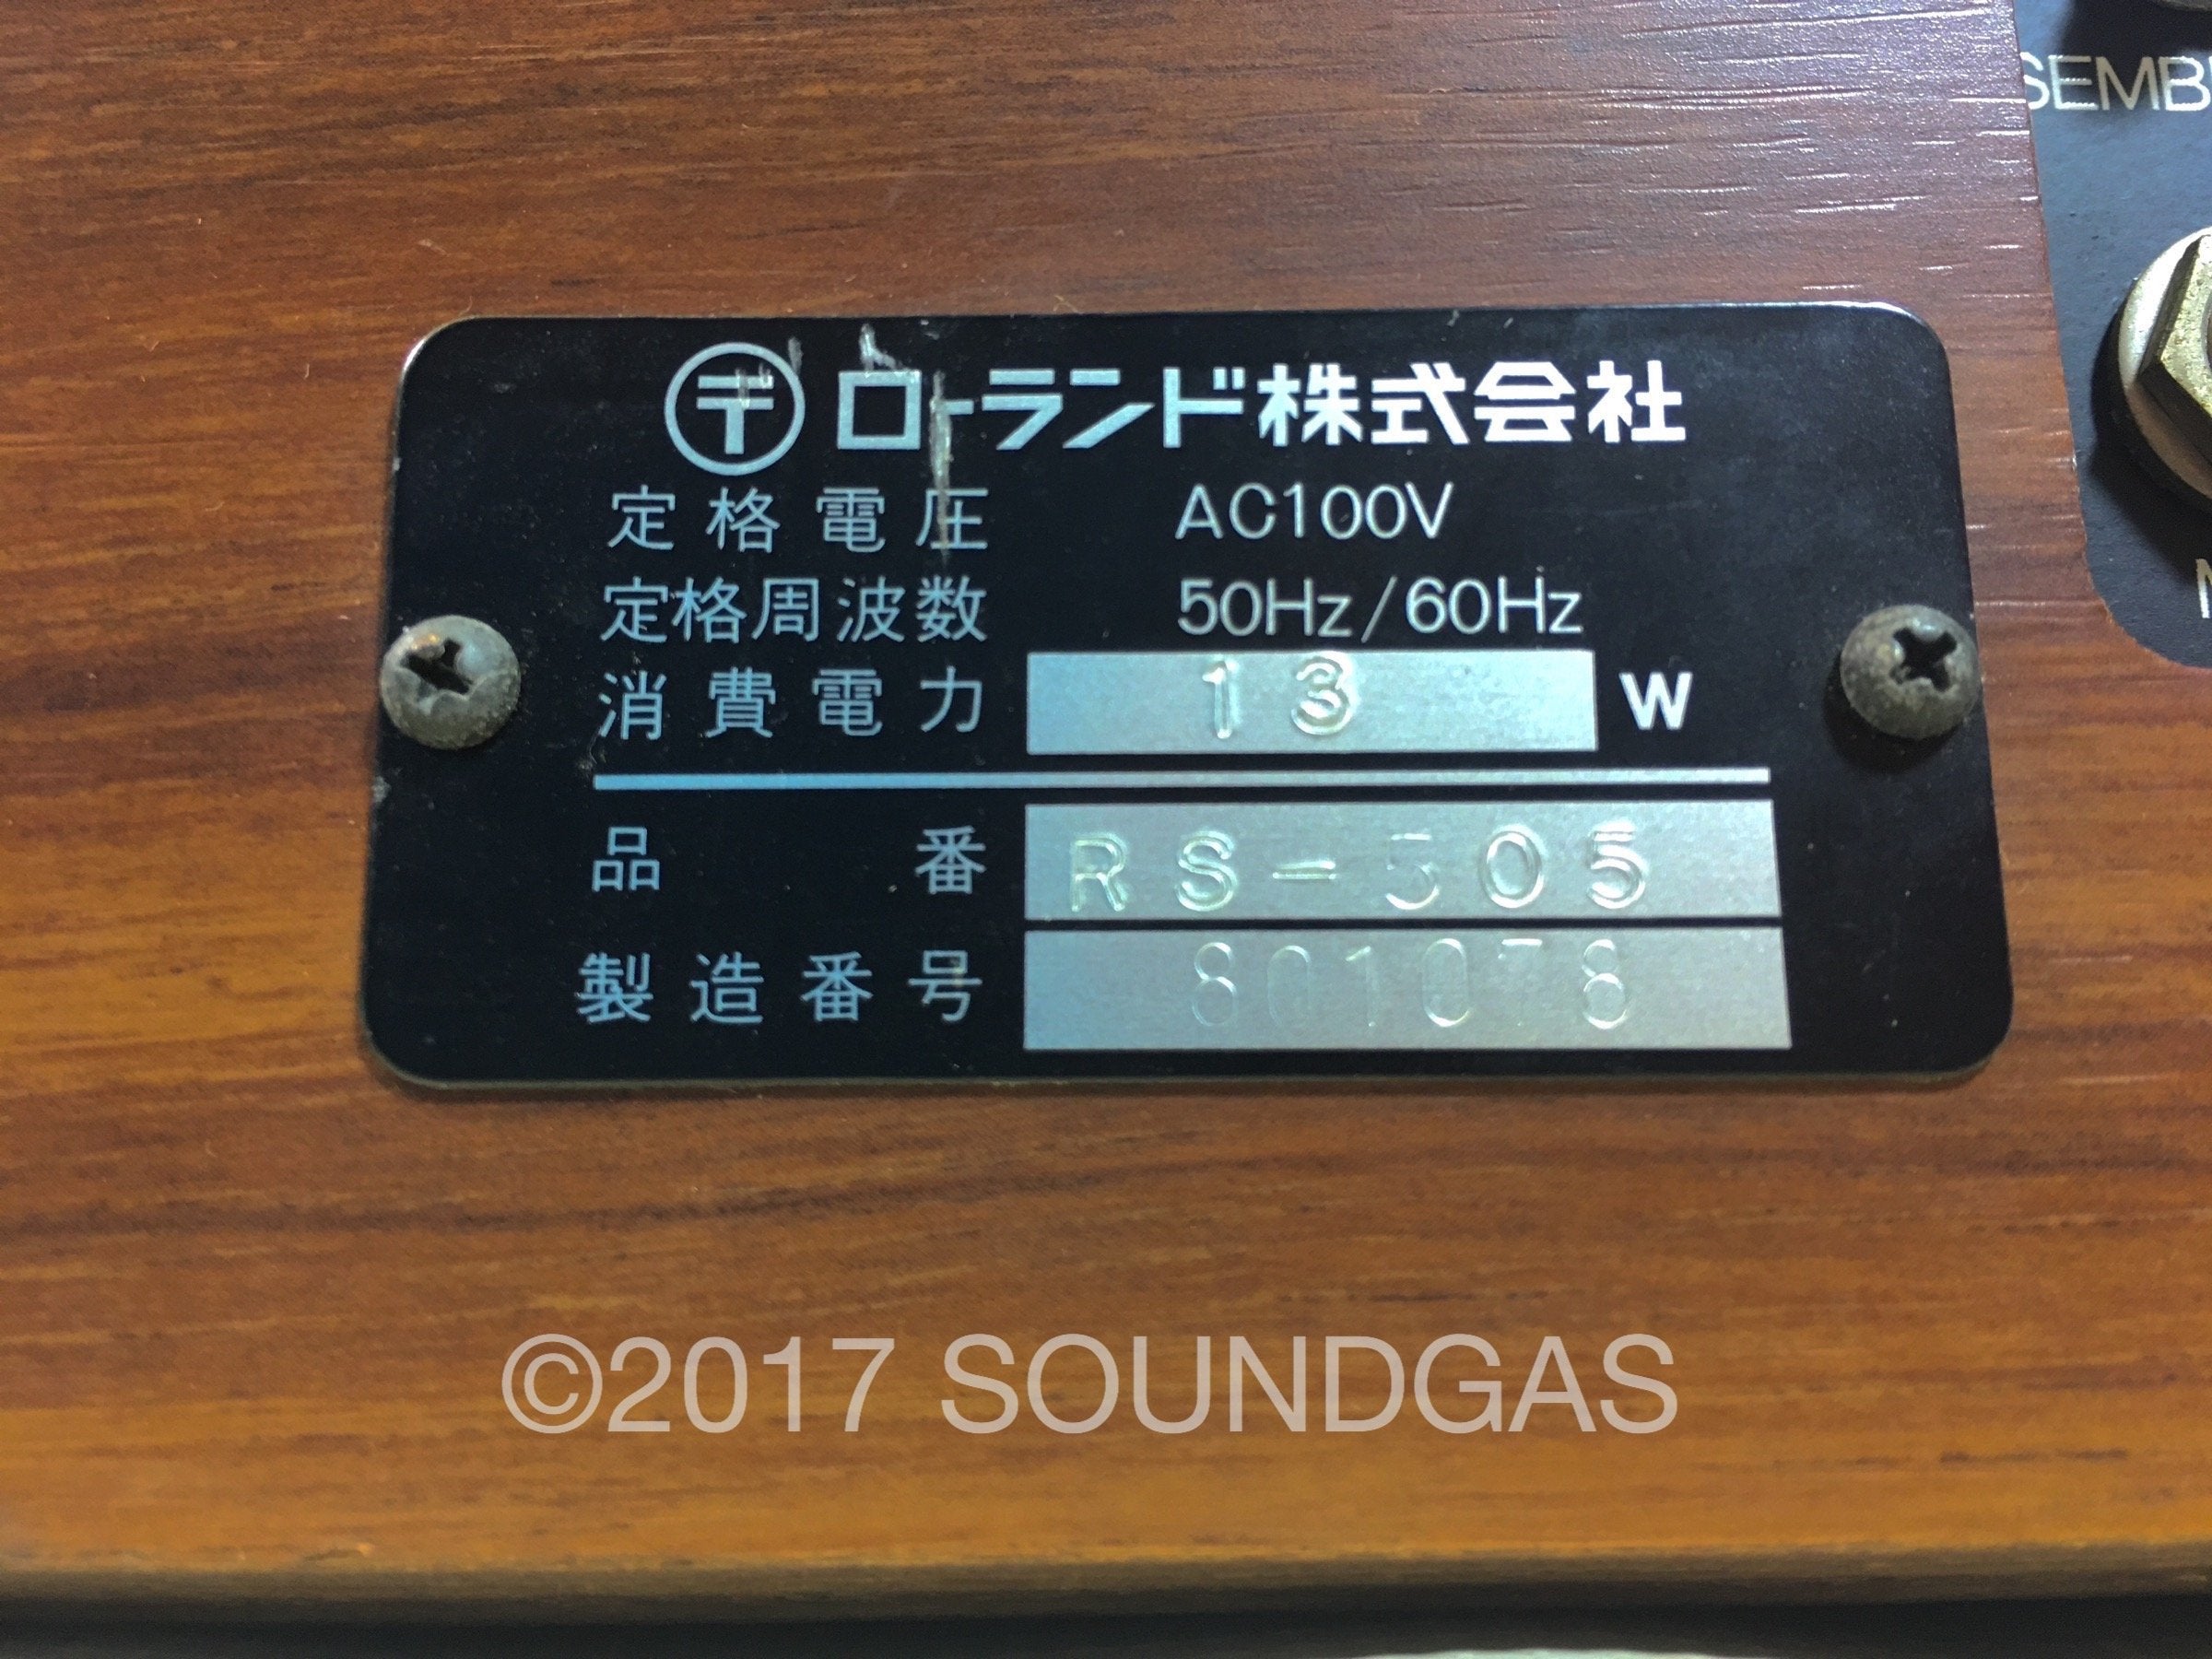 SEMB
〒 ローランド株式会社
定格電圧 AC100V
定格周波数 50Hz/60Hz
消費電力 13 W
品番 RS-505
製造番号 801078
©2017 SOUNDGAS